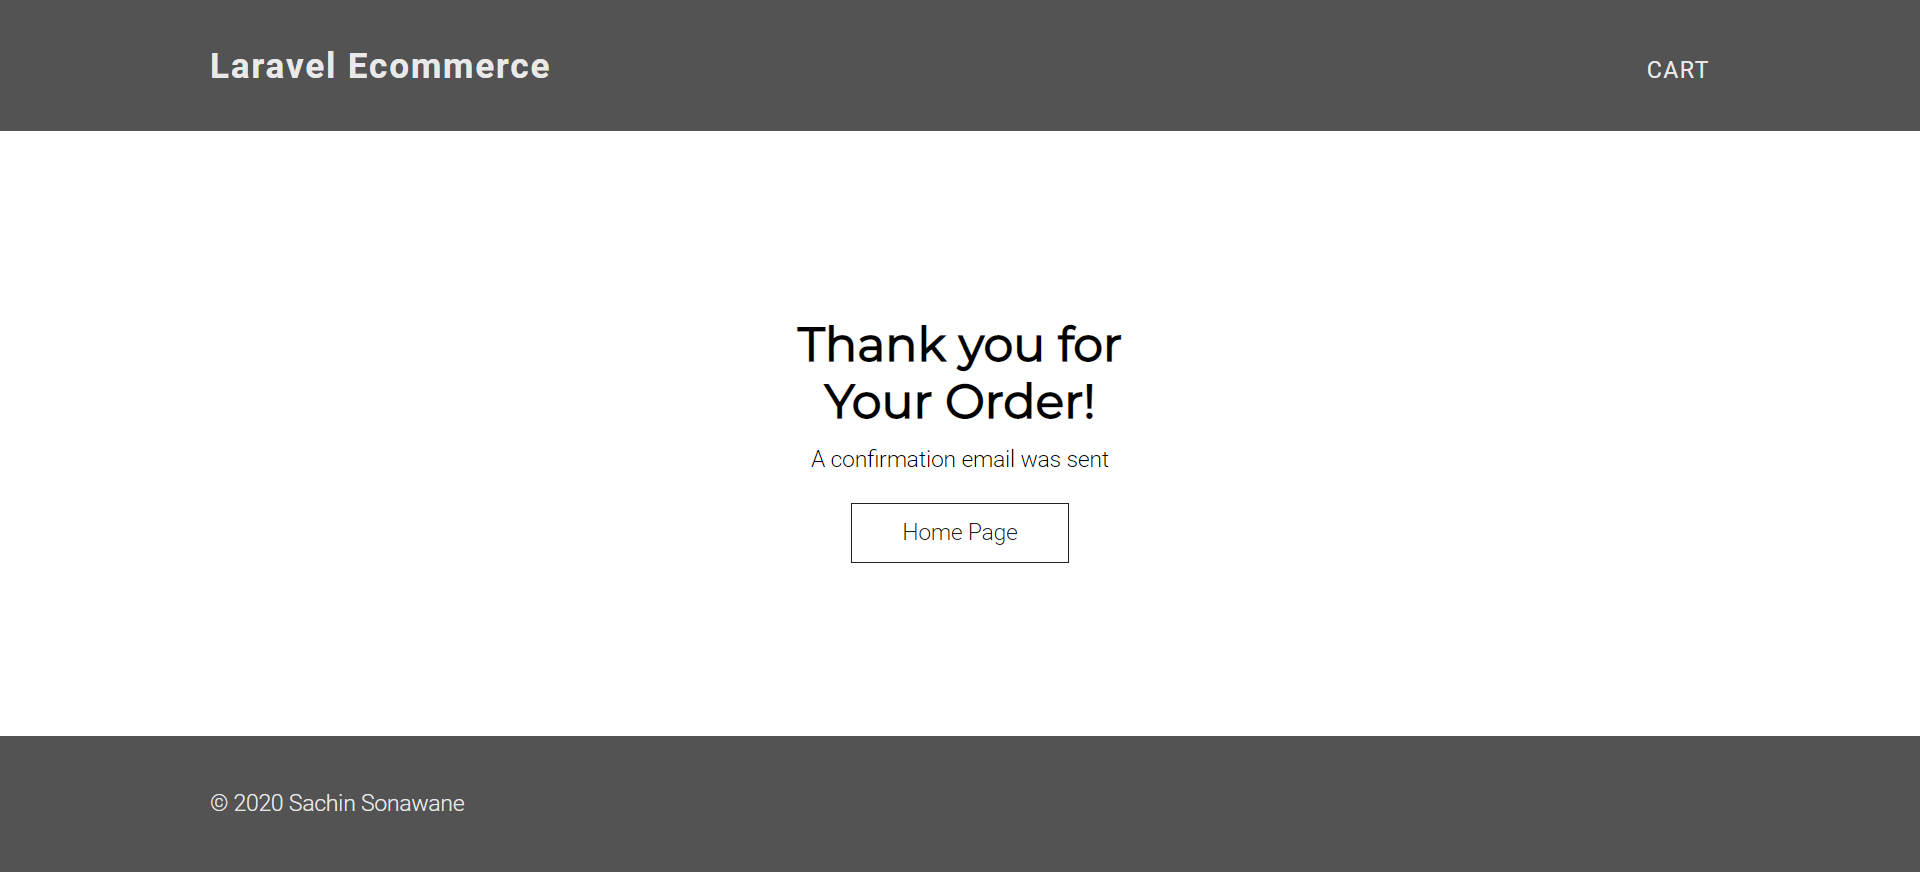 Laravel Ecommerce
CART
Thank you for
Your Order!
A confirmation email was sent
Home Page
© 2020 Sachin Sonawane